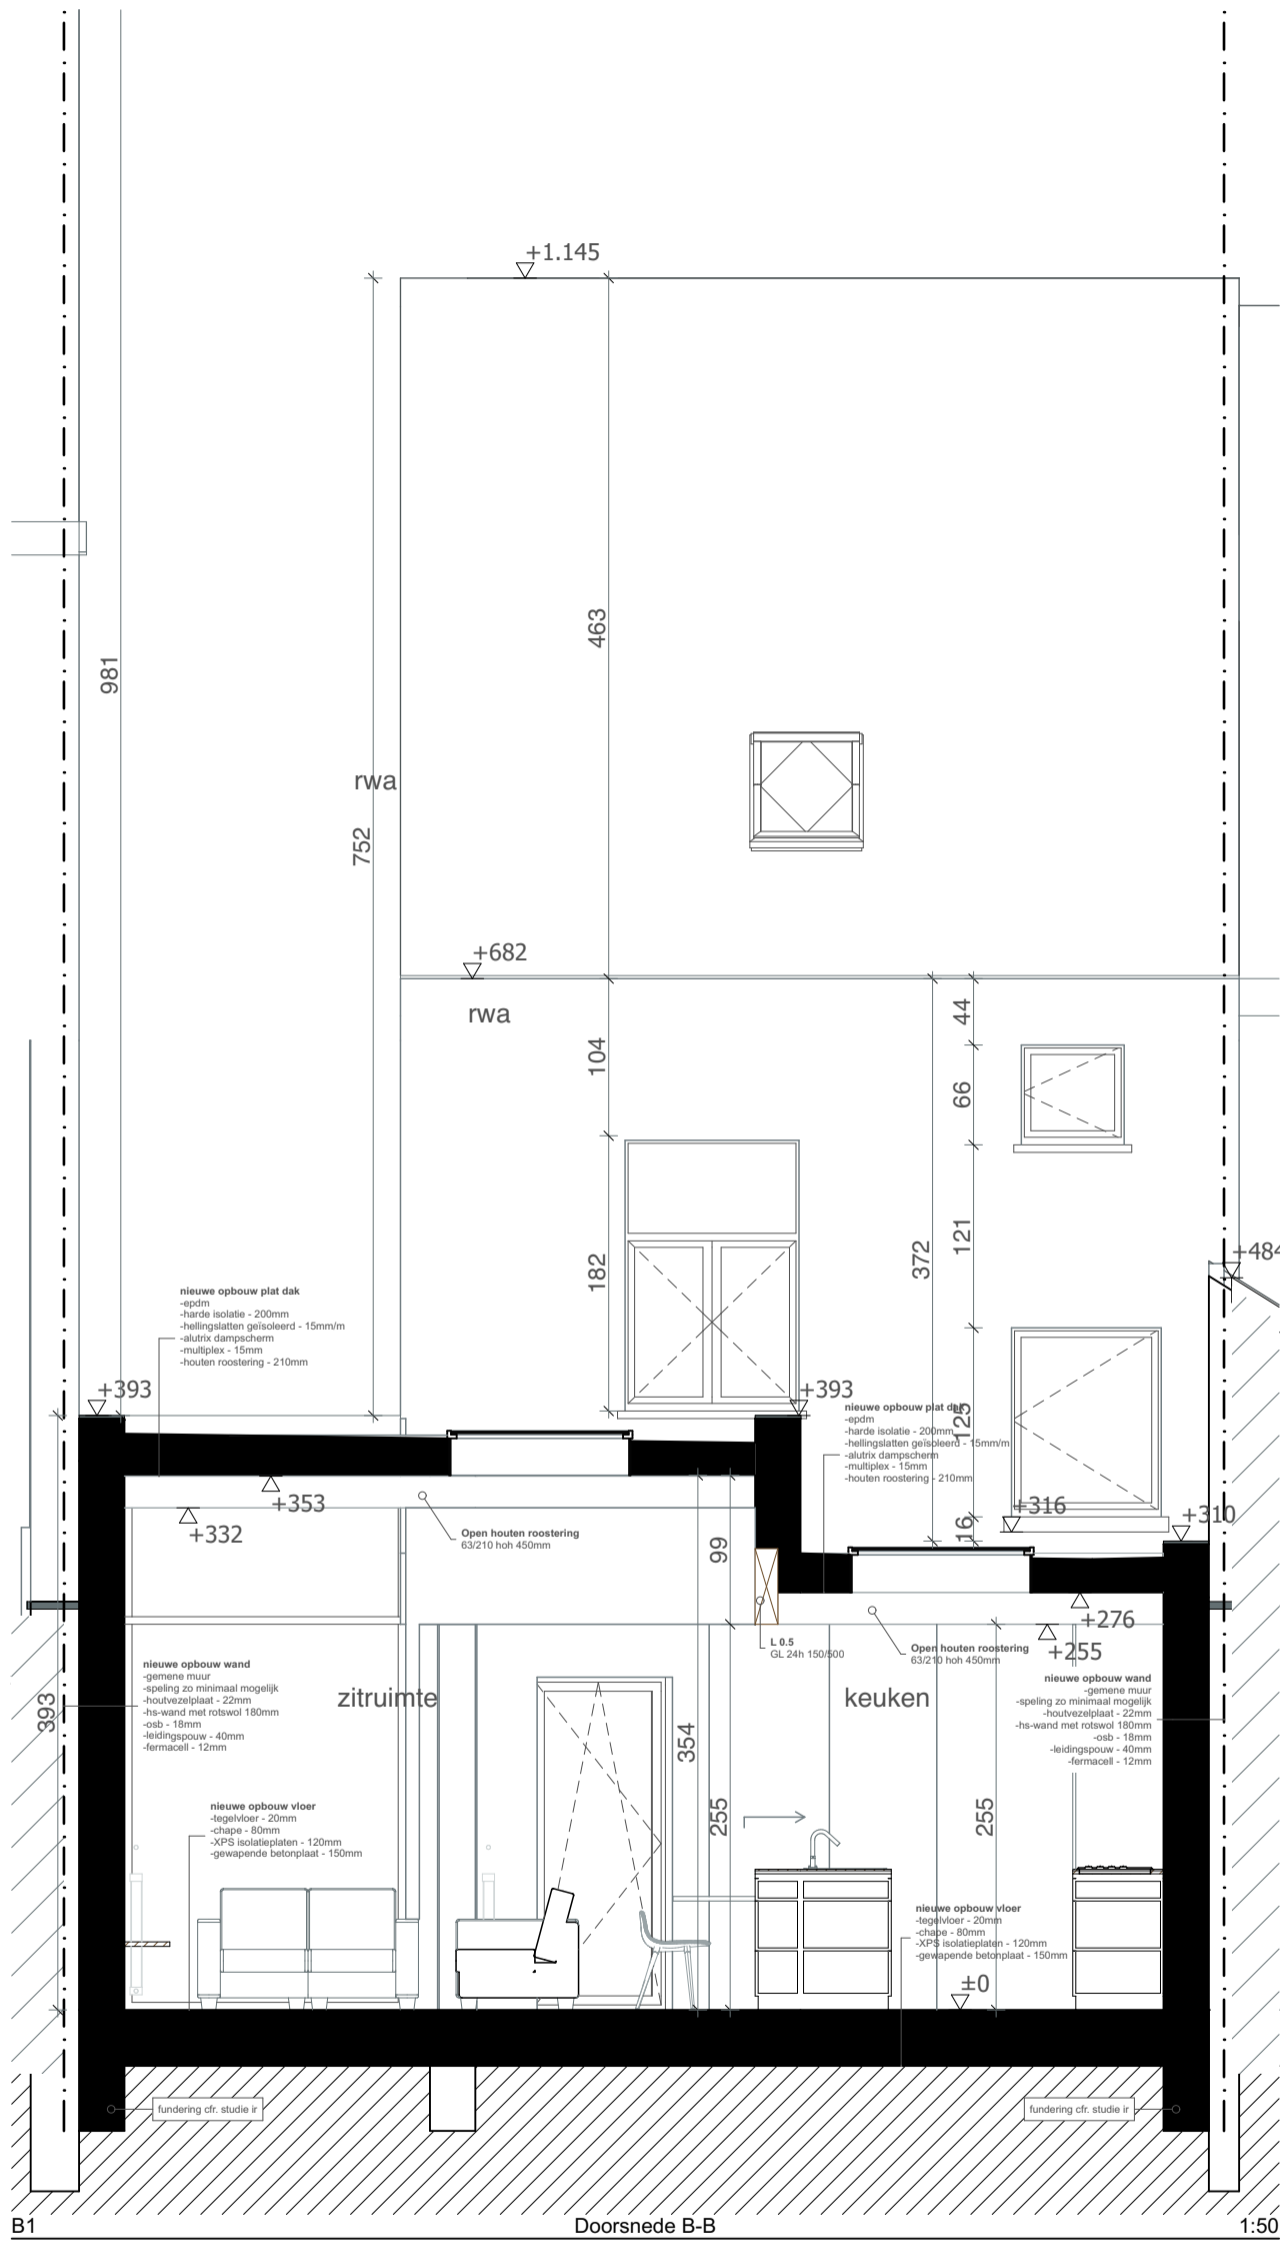 +1.145
463
981
rwa
752
+682
rwa
44
104
66
121
372
182
+484
nieuwe opbouw plat dak
-epdm
-harde isolatie - 200mm
-hellingslatten geïsoleerd - 15mm/m
-alutrix dampscherm
-multiplex - 15mm
-houten roostering - 210mm
+393
+393
nieuwe opbouw plat dak
-epdm
-harde isolatie - 200mm
-hellingslatten geïsoleerd - 15mm/m
-alutrix dampscherm
-multiplex - 15mm
-houten roostering - 210mm
125
+353
+332
Open houten roostering
63/210 hoh 450mm
99
+316
16
+310
+276
+255
L 0.5
GL 24h 150/500
Open houten roostering
63/210 hoh 450mm
nieuwe opbouw wand
-gemene muur
-speling zo minimaal mogelijk
-houtvezelplaat - 22mm
-hs-wand met rotswol 180mm
-osb - 18mm
-leidingspouw - 40mm
-fermacell - 12mm
zitruimte
keuken
nieuwe opbouw wand
-gemene muur
-speling zo minimaal mogelijk
-houtvezelplaat - 22mm
-hs-wand met rotswol 180mm
-osb - 18mm
-leidingspouw - 40mm
-fermacell - 12mm
393
354
255
255
nieuwe opbouw vloer
-tegelvloer - 20mm
-chape - 80mm
-XPS isolatieplaten - 120mm
-gewapende betonplaat - 150mm
nieuwe opbouw vloer
-tegelvloer - 20mm
-chape - 80mm
-XPS isolatieplaten - 120mm
-gewapende betonplaat - 150mm
±0
fundering cfr. studie ir
fundering cfr. studie ir
B1
Doorsnede B-B
1:50